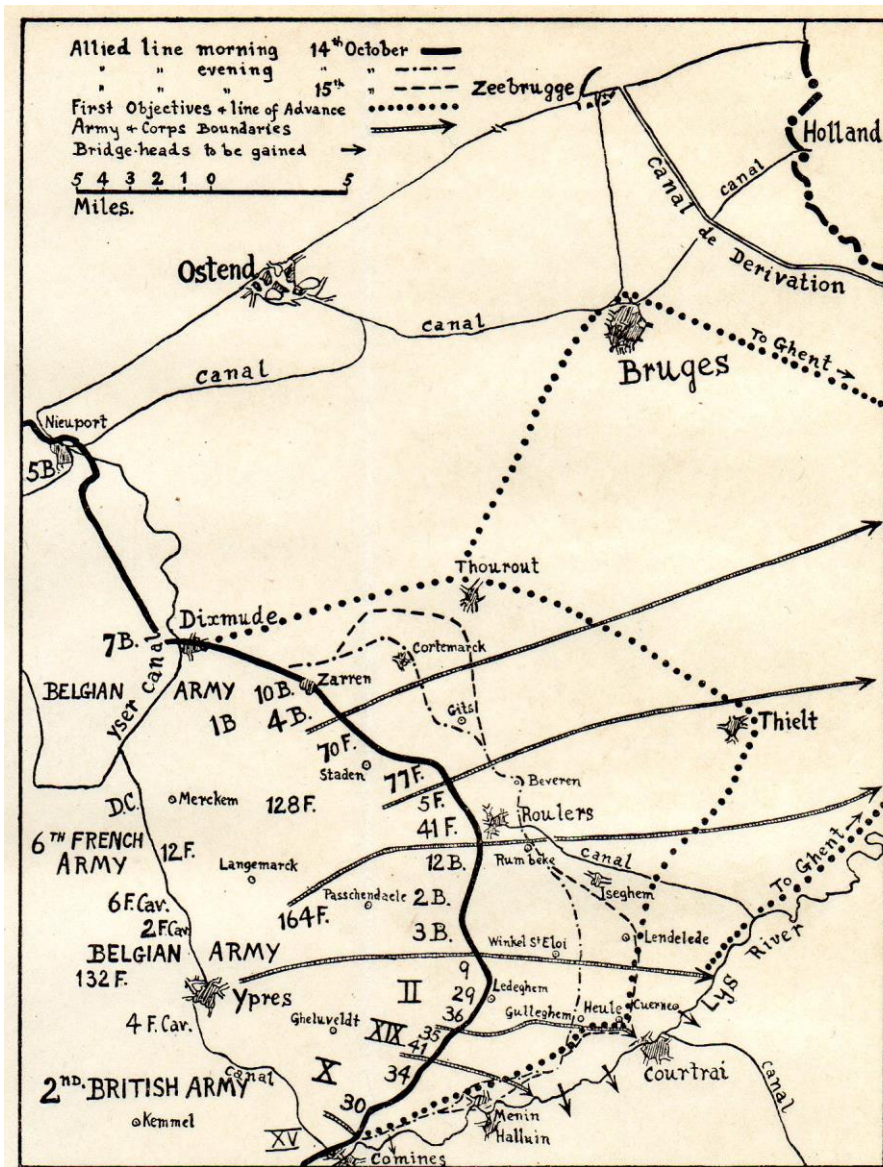 Allied line morning 14th October
" " evening " "
" " " 15th "
First Objectives & line of Advance
Army & Corps Boundaries
Bridge-heads to be gained
5 4 3 2 1 0 5
Miles.
Zeebrugge
Holland
Canal de Derivation
canal
Ostend
canal
Bruges
To Ghent
canal
Nieuport
5B.
Thourout
Dixmude
7B.
Cortemarck
Zarren
BELGIAN ARMY
10B.
Yser Canal
1B
4B.
Gits
Thielt
70F.
Staden
77F.
Beveren
D.C.
Merckem
128F.
5F.
Roulers
41F.
6TH FRENCH
ARMY
12F.
12B.
Rumbeke
canal
To Ghent
Langemarck
Iseghem
Passchendaele
2B.
6F.Cav.
164F.
2F.Cav.
3B.
Winkel St Eloi
Lendelede
BELGIAN ARMY
132F.
9
Lys River
Ypres
II
29
Ledeghem
36
Gulleghem
Heule
Cuerne
4F.Cav.
Gheluveldt
XIX
35
41
Courtrai
X
34
2ND. BRITISH ARMY
canal
30
Menin
Halluin
canal
Kemmel
XV
Comines